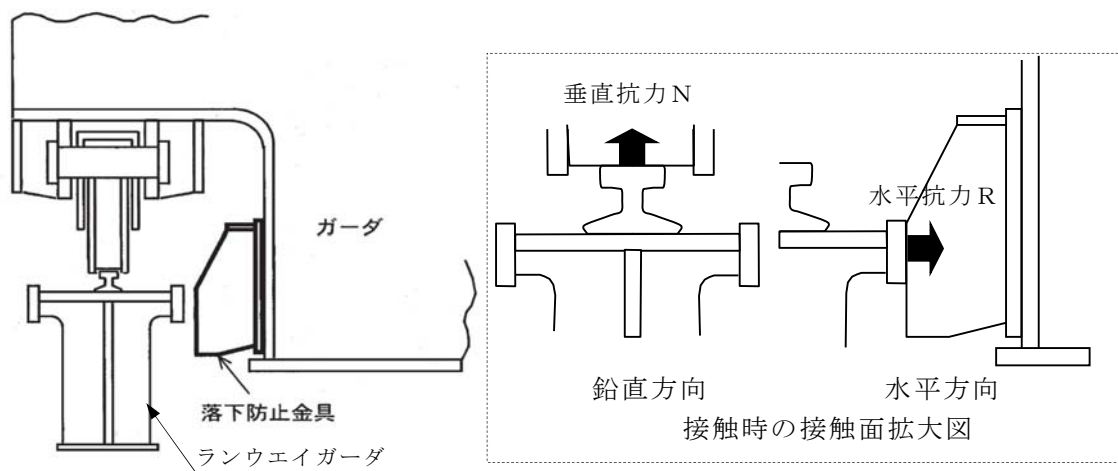 ガーダ
落下防止金具
ランウエイガーダ
垂直抗力N
水平抗力R
鉛直方向
水平方向
接触時の接触面拡大図